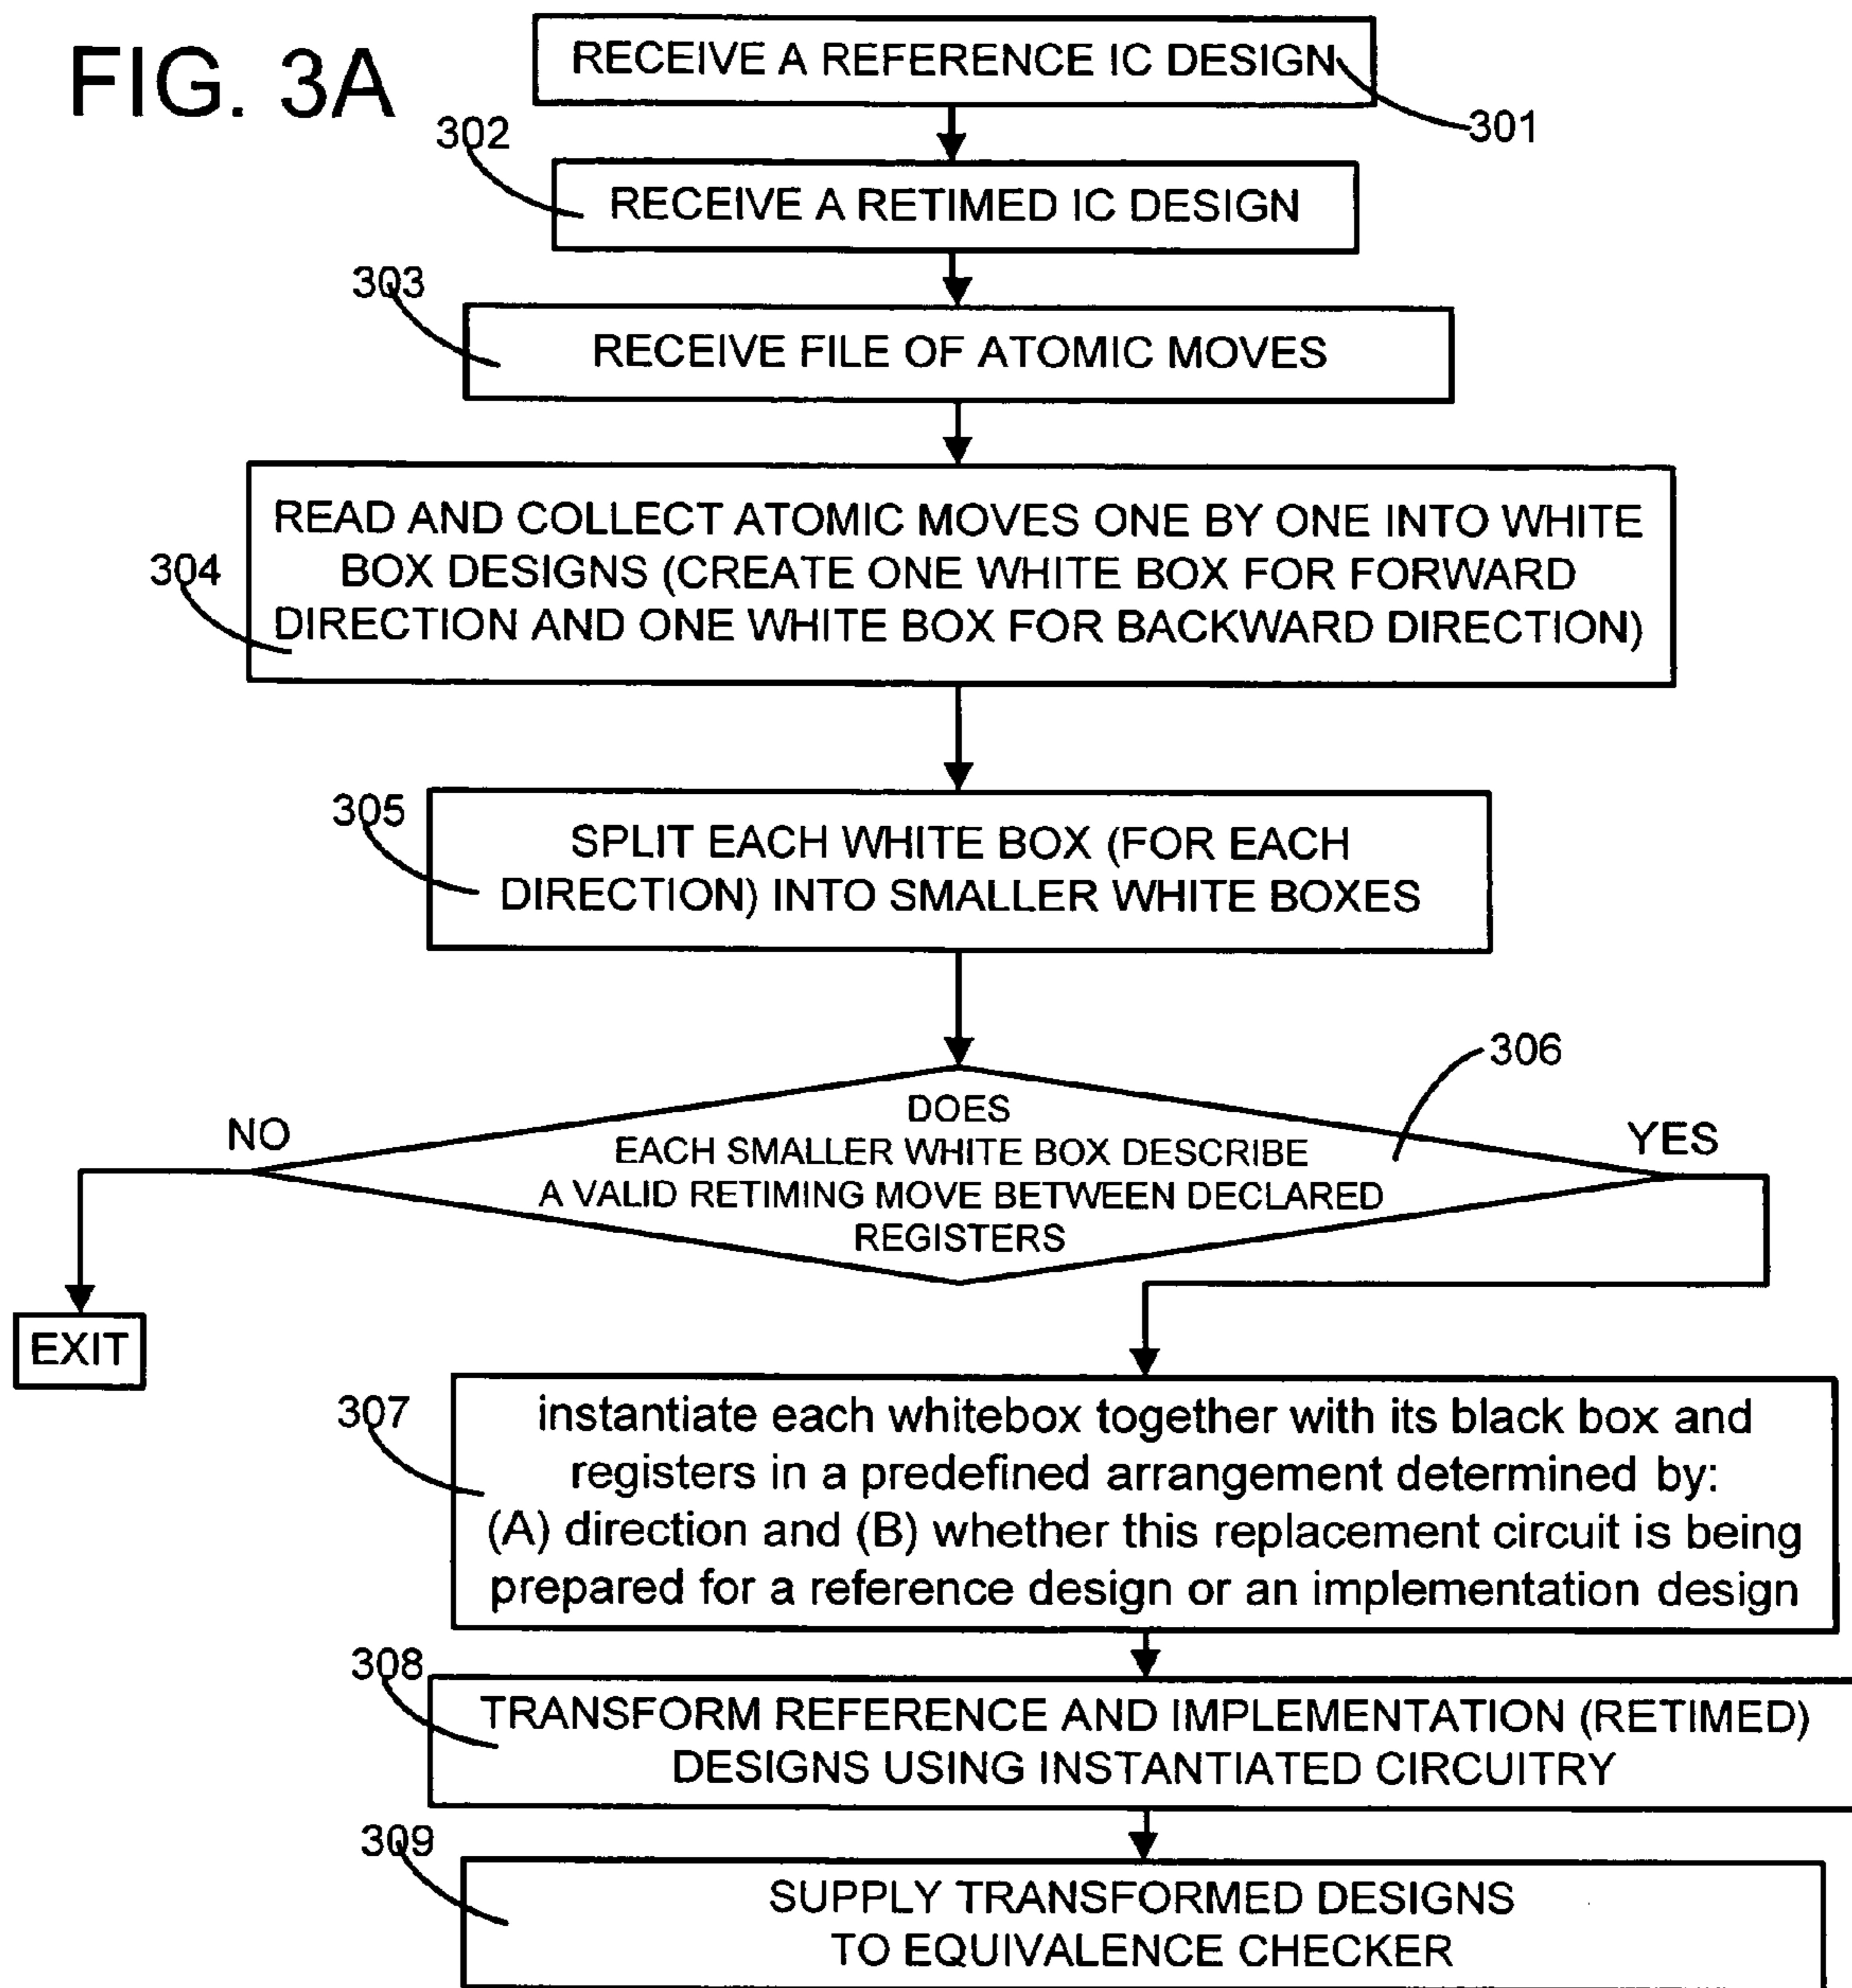 FIG. 3A
RECEIVE A REFERENCE IC DESIGN
301
302
RECEIVE A RETIMED IC DESIGN
303
RECEIVE FILE OF ATOMIC MOVES
READ AND COLLECT ATOMIC MOVES ONE BY ONE INTO WHITE
BOX DESIGNS (CREATE ONE WHITE BOX FOR FORWARD
DIRECTION AND ONE WHITE BOX FOR BACKWARD DIRECTION)
304
305
SPLIT EACH WHITE BOX (FOR EACH
DIRECTION) INTO SMALLER WHITE BOXES
306
NO
YES
DOES
EACH SMALLER WHITE BOX DESCRIBE
A VALID RETIMING MOVE BETWEEN DECLARED
REGISTERS
EXIT
307
instantiate each whitebox together with its black box and
registers in a predefined arrangement determined by:
(A) direction and (B) whether this replacement circuit is being
prepared for a reference design or an implementation design
308
TRANSFORM REFERENCE AND IMPLEMENTATION (RETIMED)
DESIGNS USING INSTANTIATED CIRCUITRY
309
SUPPLY TRANSFORMED DESIGNS
TO EQUIVALENCE CHECKER